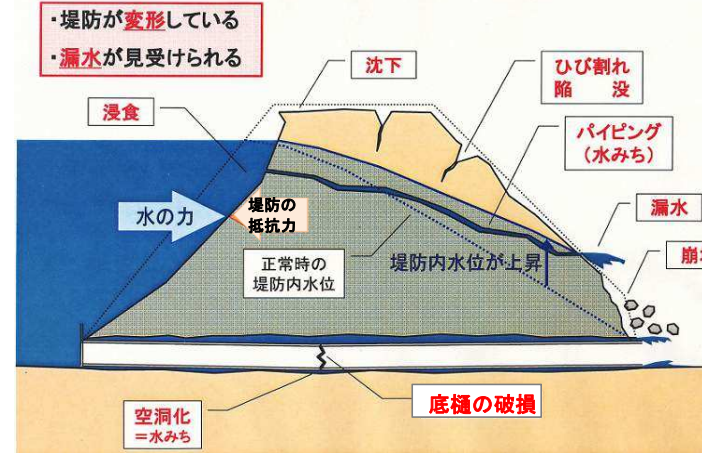 ・堤防が変形している
・漏水が見受けられる
沈下
ひび割れ
陥　没
浸食
パイピング
（水みち）
水の力
堤防の
抵抗力
漏水
正常時の
堤防内水位
堤防内水位が上昇
崩
底樋の破損
空洞化
＝水みち